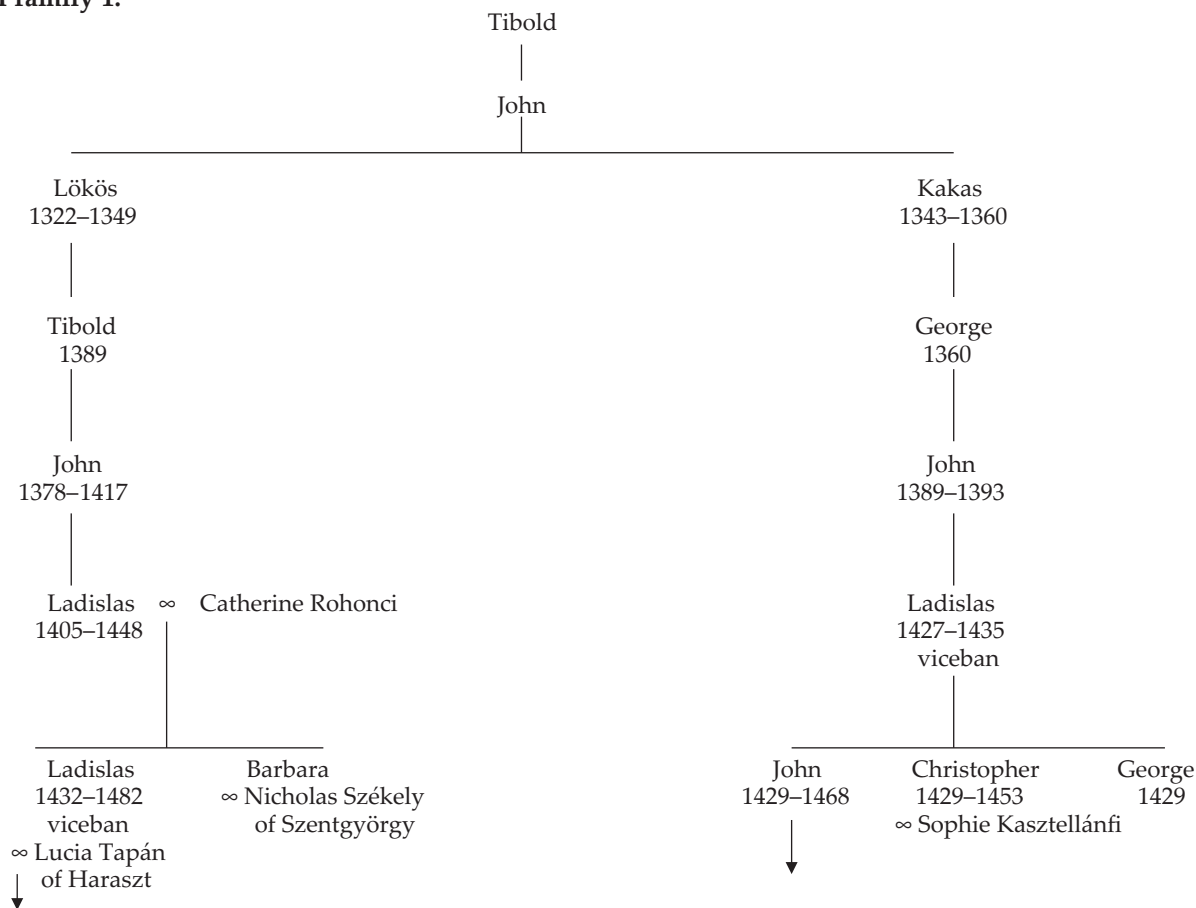 family 1.
Tibold
John
Lökös
1322–1349
Kakas
1343–1360
Tibold
1389
George
1360
John
1378–1417
John
1389–1393
Ladislas ∞ Catherine Rohonci
1405–1448
Ladislas
1427–1435
viceban
Ladislas
1432–1482
viceban
∞ Lucia Tapán
of Haraszt
Barbara
∞ Nicholas Székely
of Szentgyörgy
John
1429–1468
Christopher
1429–1453
∞ Sophie Kasztellánfi
George
1429